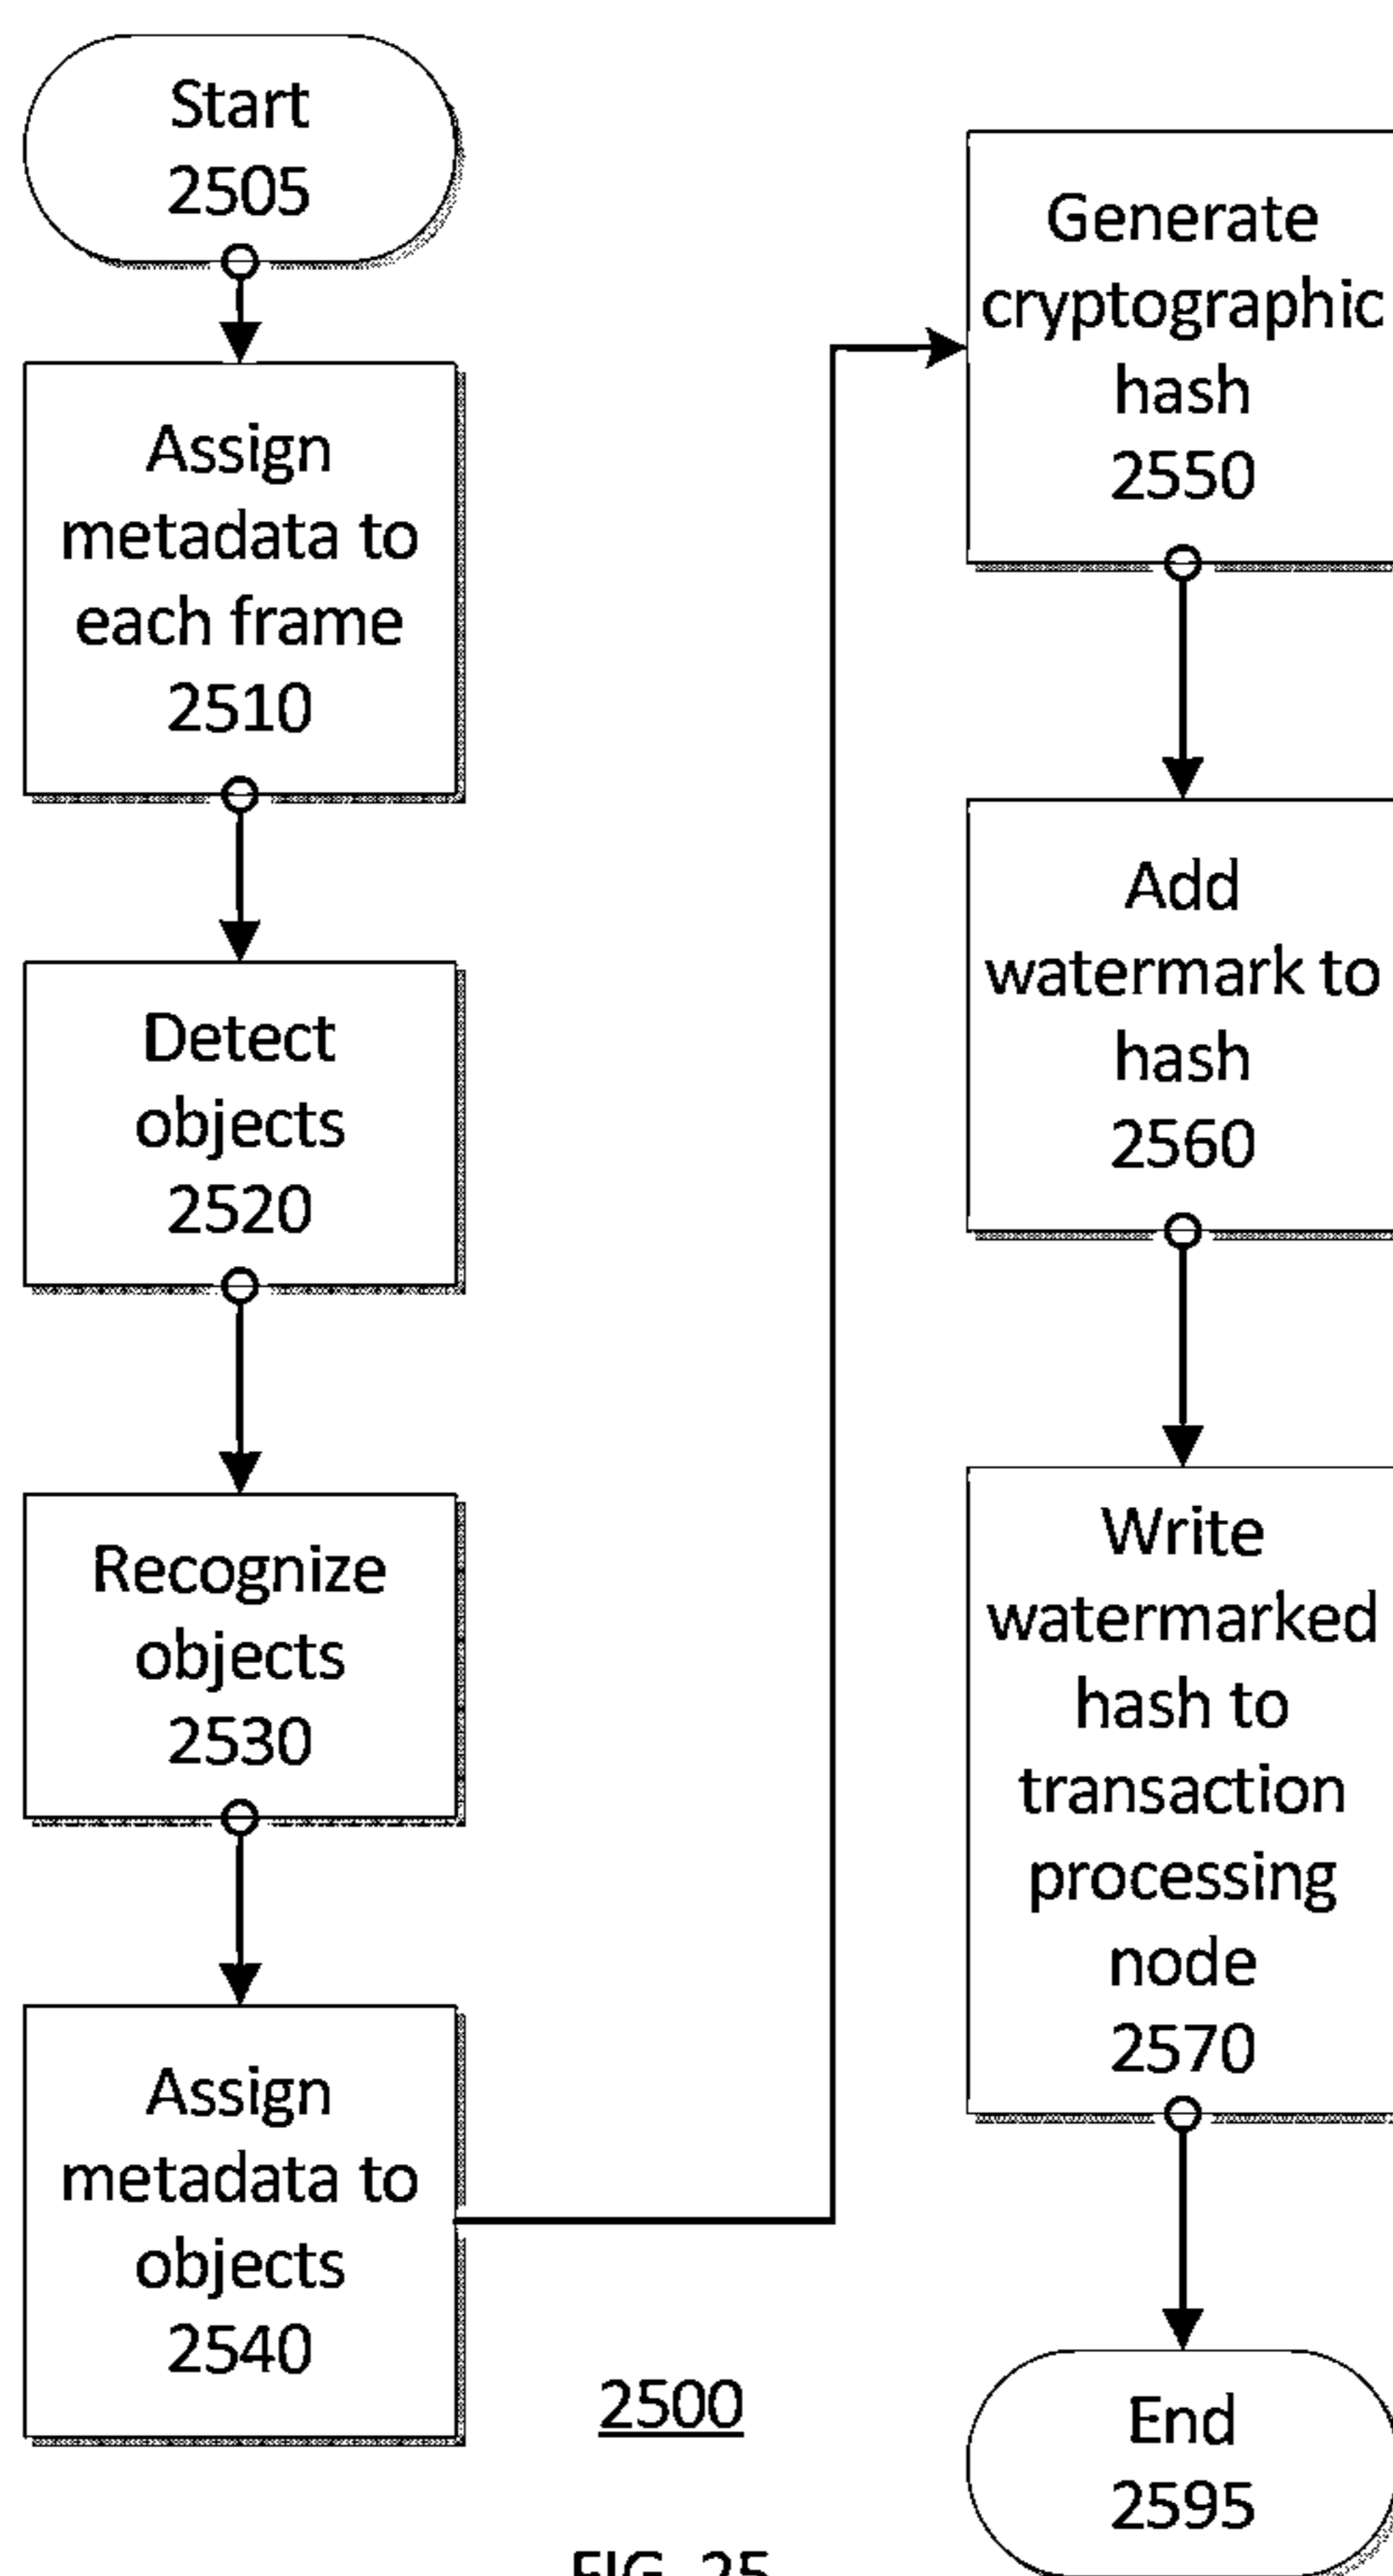 Start
2505
Assign
metadata to
each frame
2510
Detect
objects
2520
Recognize
objects
2530
Assign
metadata to
objects
2540
Generate
cryptographic
hash
2550
Add
watermark to
hash
2560
Write
watermarked
hash to
transaction
processing
node
2570
End
2595
2500
FIG. 25